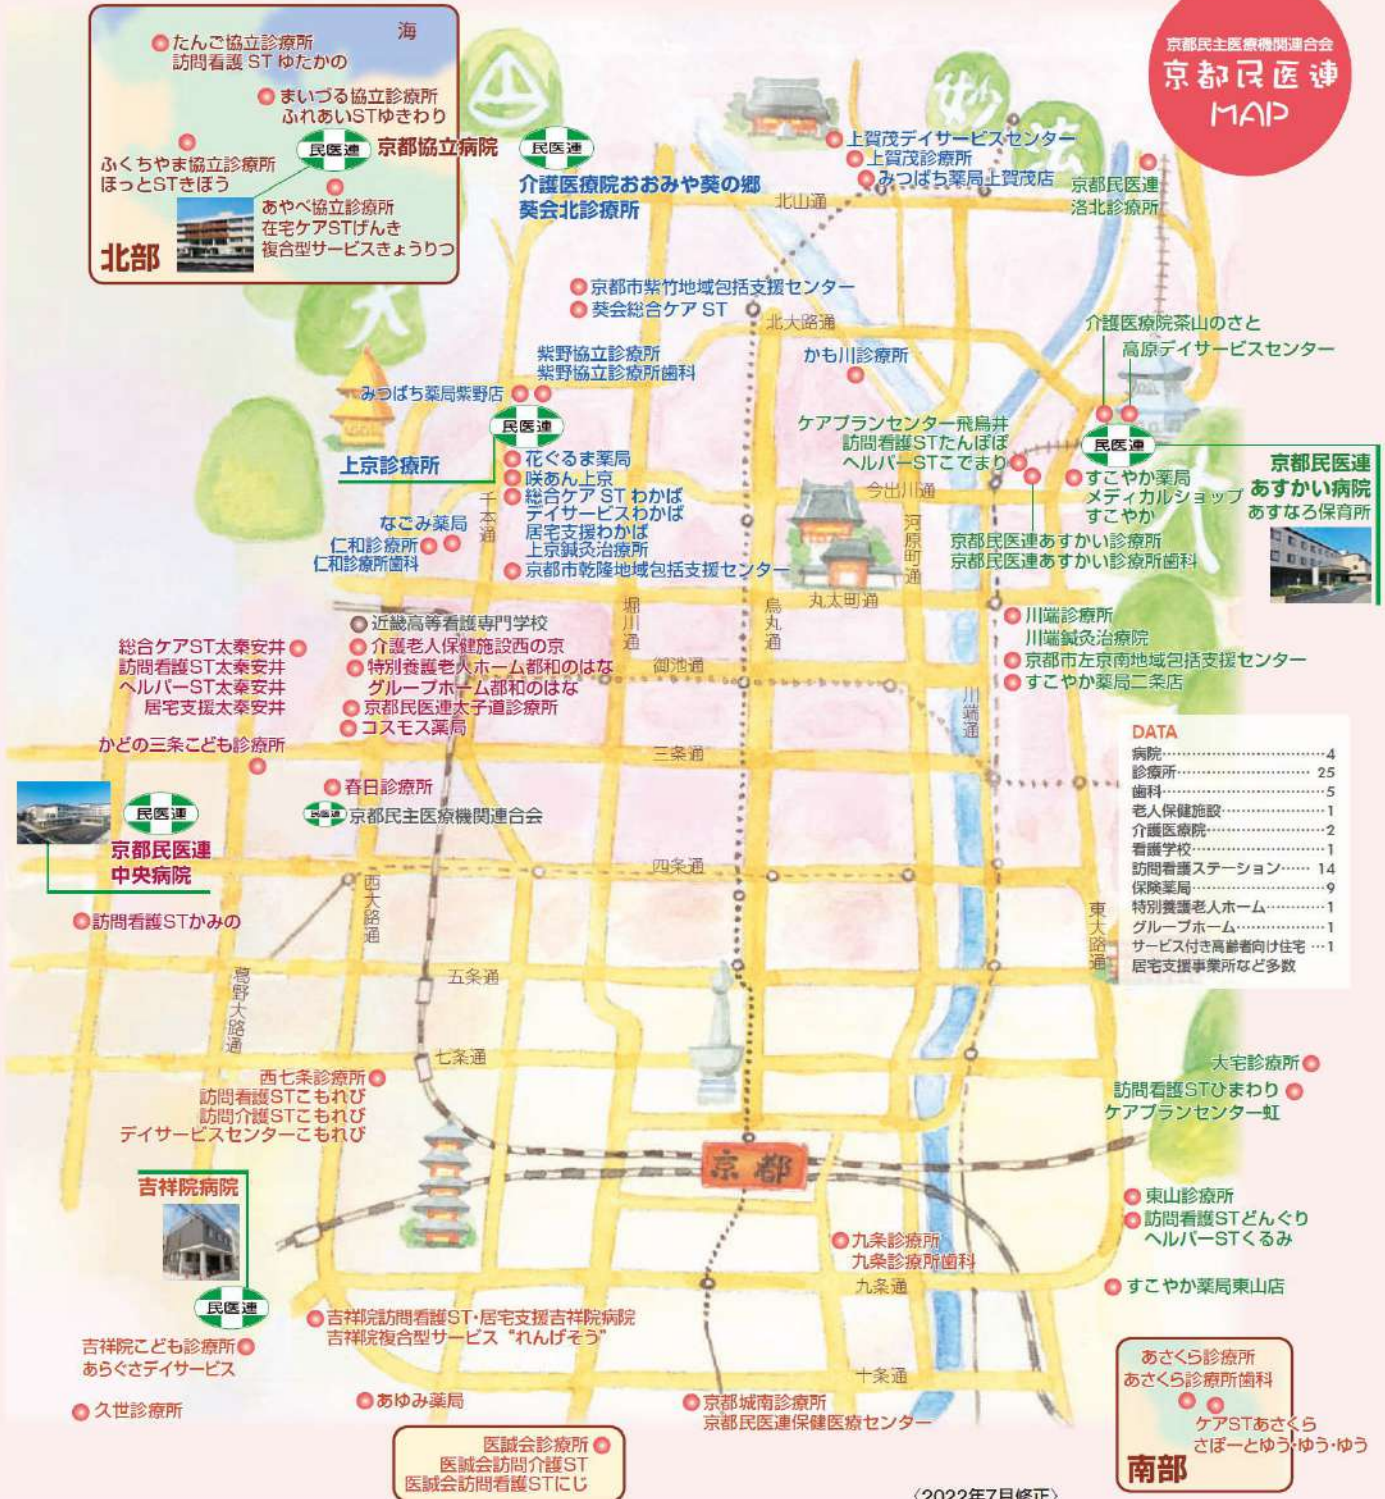 京都民主医療機関連合会
京都民医連
MAP
海
たんご協立診療所
訪問看護 ST ゆたかの
まいづる協立診療所
ふれあいSTゆきわり
民医連
京都協立病院
ふくちやま協立診療所
ほっとSTきぼう
あやべ協立診療所
在宅ケアSTげんき
複合型サービスきょうりつ
北部
民医連
介護医療院おおみや葵の郷
葵会北診療所
妙
法
上賀茂デイサービスセンター
上賀茂診療所
みつばち薬局上賀茂店
北山通
京都民医連
洛北診療所
大
京都市紫竹地域包括支援センター
葵会総合ケア ST
北大路通
かも川診療所
介護医療院茶山のさと
高原デイサービスセンター
紫野協立診療所
紫野協立診療所歯科
みつばち薬局紫野店
民医連
上京診療所
花ぐるま薬局
咲あん上京
総合ケア ST わかば
デイサービスわかば
居宅支援わかば
上京鍼灸治療所
京都市乾隆地域包括支援センター
千本通
なごみ薬局
仁和診療所
仁和診療所歯科
ケアプランセンター飛鳥井
訪問看護STたんぽぽ
ヘルパーSTこでまり
今出川通
民医連
すこやか薬局
メディカルショップ
すこやか
京都民医連
あすかい病院
あすなろ保育所
京都民医連あすかい診療所
京都民医連あすかい診療所歯科
河原町通
丸太町通
堀川通
烏丸通
大
近畿高等看護専門学校
介護老人保健施設西の京
特別養護老人ホーム都和のはな
グループホーム都和のはな
京都民医連太子道診療所
コスモス薬局
総合ケアST太秦安井
訪問看護ST太秦安井
ヘルパーST太秦安井
居宅支援太秦安井
御池通
川端診療所
川端鍼灸治療院
京都市左京南地域包括支援センター
すこやか薬局二条店
川端通
かどの三条こども診療所
三条通
春日診療所
民医連
京都民主医療機関連合会
民医連
京都民医連
中央病院
DATA
病院…………………………4
診療所……………………… 25
歯科…………………………5
老人保健施設………………1
介護医療院…………………2
看護学校……………………1
訪問看護ステーション…… 14
保険薬局……………………9
特別養護老人ホーム…………1
グループホーム………………1
サービス付き高齢者向け住宅 …1
居宅支援事業所など多数
四条通
西大路通
訪問看護STかみの
東大路通
葛野大路通
五条通
七条通
西七条診療所
訪問看護STこもれび
訪問介護STこもれび
デイサービスセンターこもれび
大宅診療所
訪問看護STひまわり
ケアプランセンター虹
京都
吉祥院病院
民医連
東山診療所
訪問看護STどんぐり
ヘルパーSTくるみ
九条診療所
九条診療所歯科
九条通
すこやか薬局東山店
吉祥院訪問看護ST・居宅支援吉祥院病院
吉祥院複合型サービス “れんげそう”
吉祥院こども診療所
あらぐさデイサービス
久世診療所
あゆみ薬局
十条通
京都城南診療所
京都民医連保健医療センター
あさくら診療所
あさくら診療所歯科
ケアSTあさくら
さぽーとゆう・ゆう・ゆう
南部
医誠会診療所
医誠会訪問介護ST
医誠会訪問看護STにじ
〈2022年7月修正〉